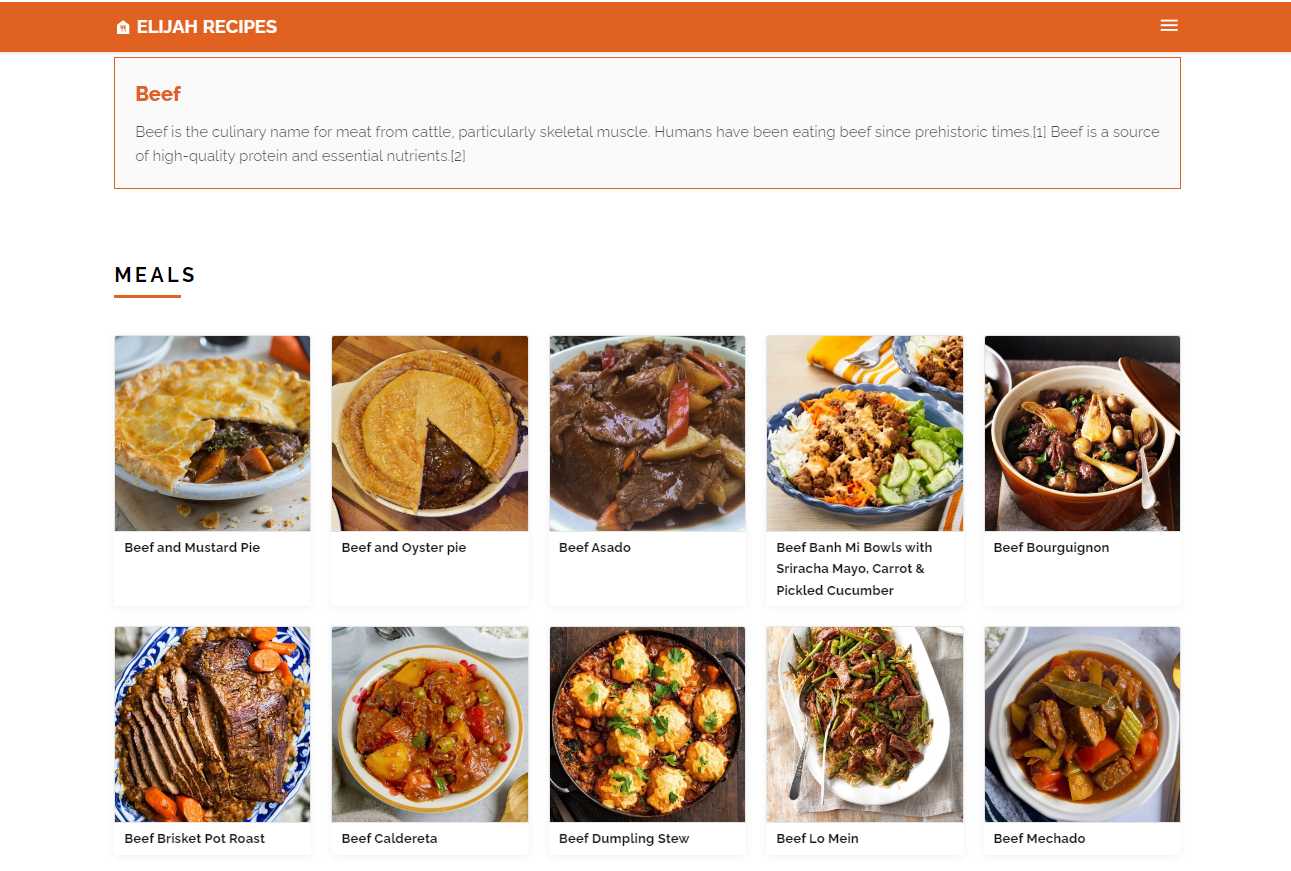 ELIJAH RECIPES
Beef
Beef is the culinary name for meat from cattle, particularly skeletal muscle. Humans have been eating beef since prehistoric times.[1] Beef is a source
of high-quality protein and essential nutrients.[2]
MEALS
Beef and Mustard Pie
Beef and Oyster pie
Beef Asado
Beef Banh Mi Bowls with
Sriracha Mayo, Carrot &
Pickled Cucumber
Beef Bourguignon
Beef Brisket Pot Roast
Beef Caldereta
Beef Dumpling Stew
Beef Lo Mein
Beef Mechado